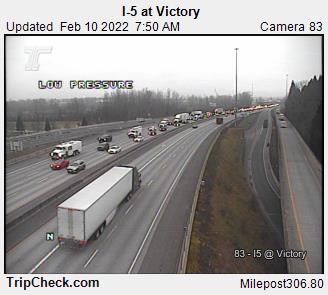 I-5 at Victory
Updated Feb 10 2022 7:50 AM Camera 83
LOW PRESSURE
N
83 - I5 @ Victory
TripCheck.com Milepost306.80